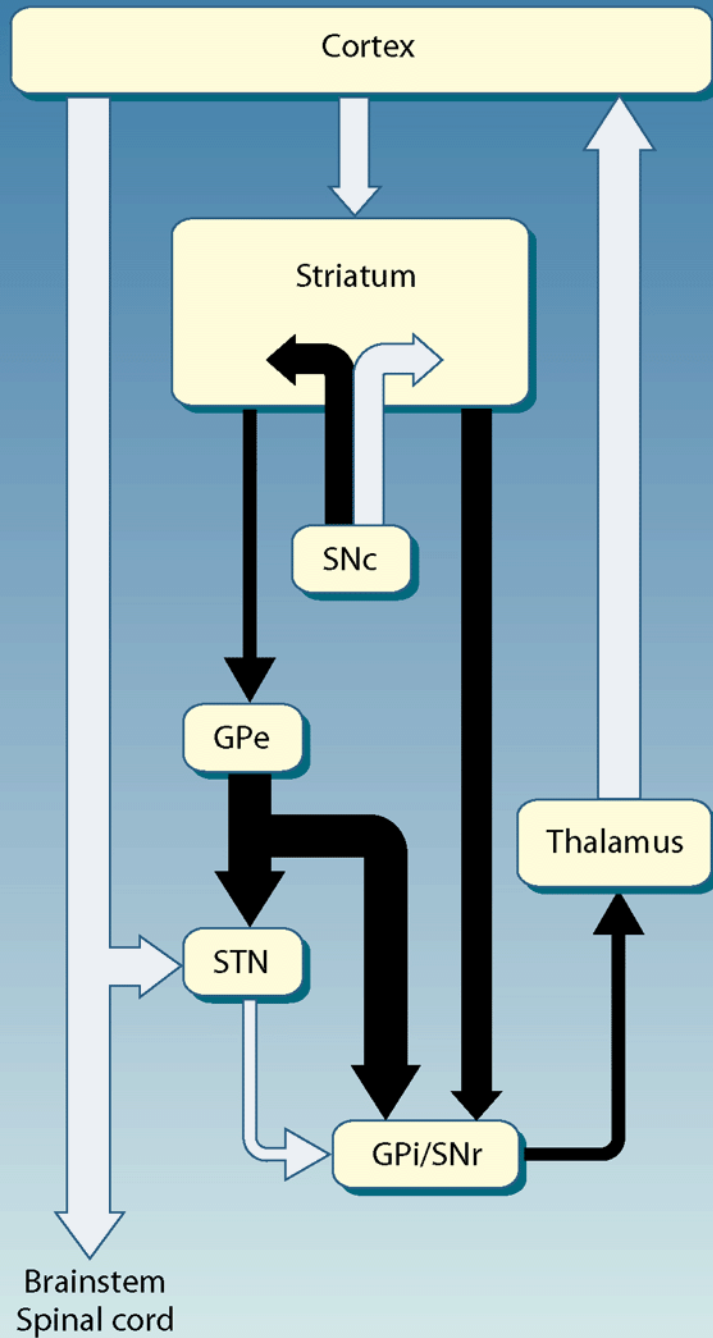 Cortex
Striatum
SNc
GPe
Thalamus
STN
GPi/SNr
Brainstem
Spinal cord